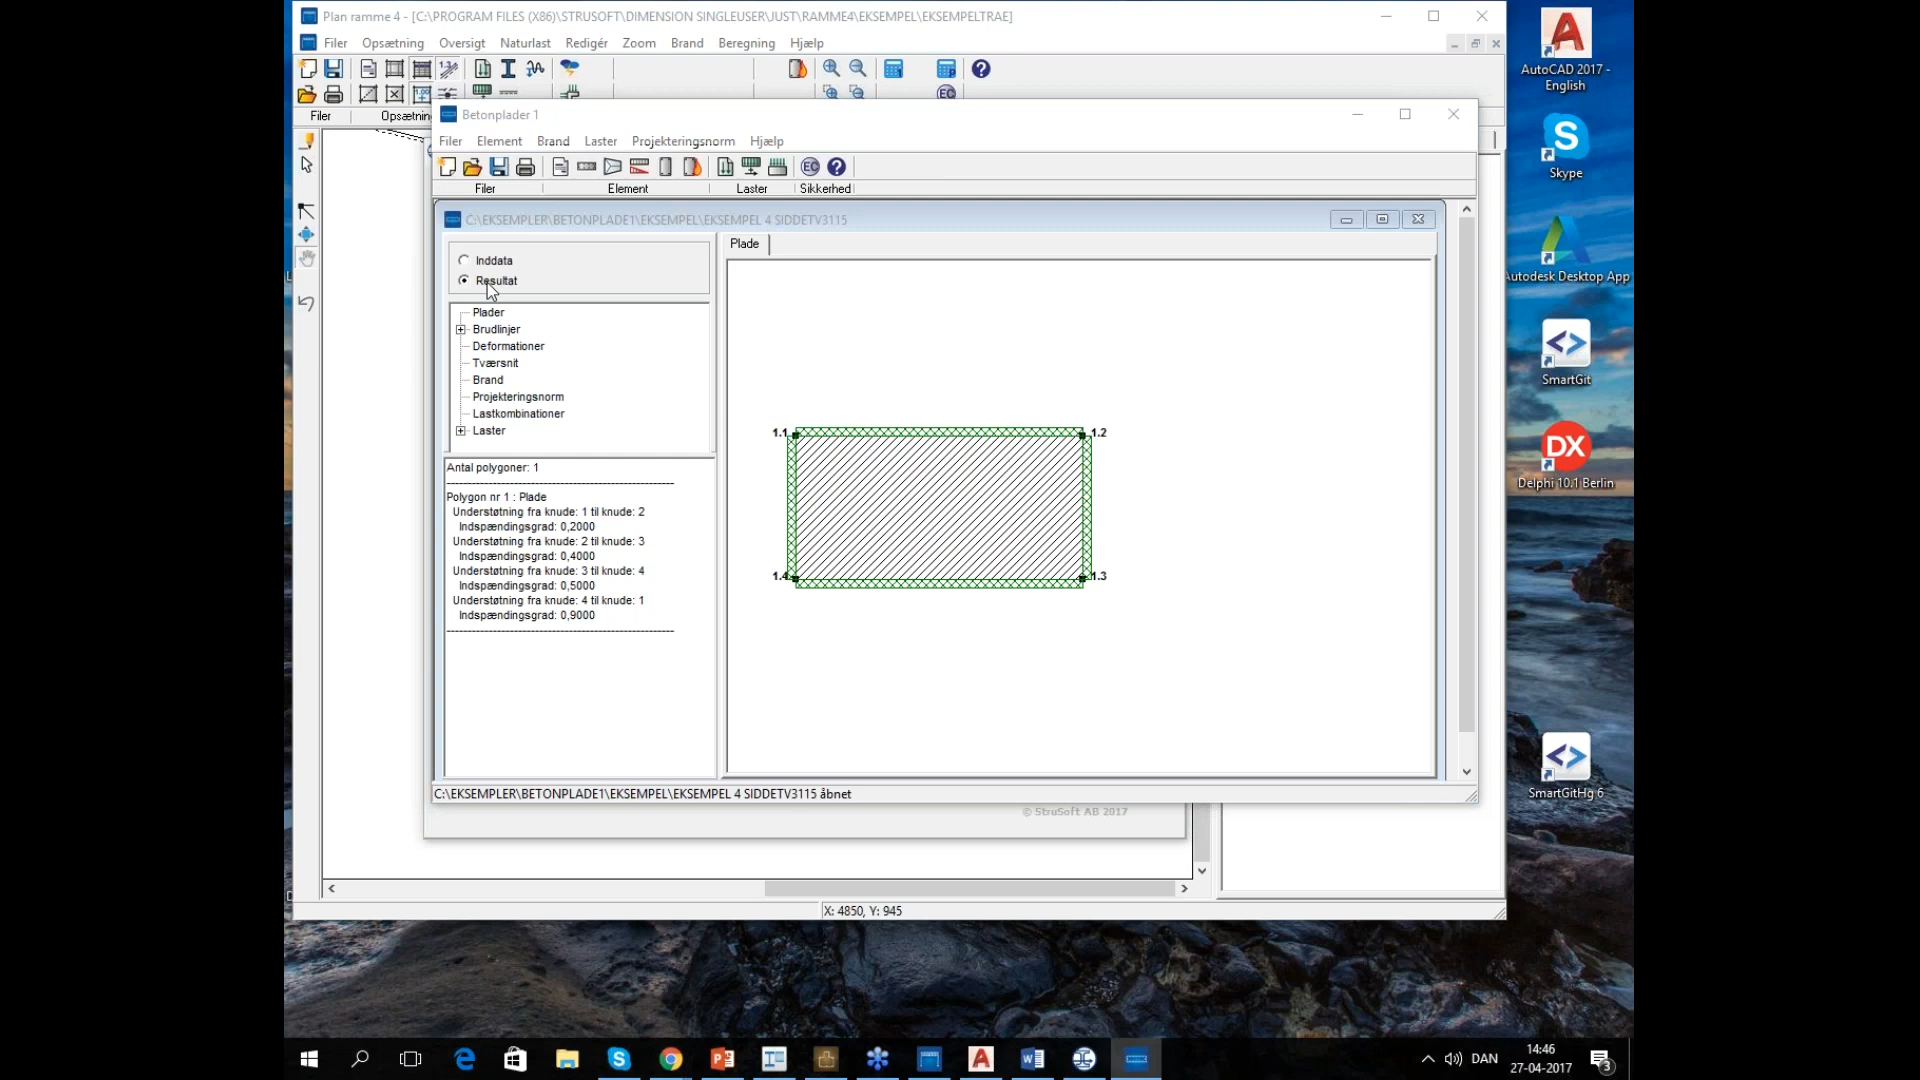 Plan ramme 4 - [C:\PROGRAM FILES (X86)\STRUSOFT\DIMENSION SINGLEUSER\JUST\RAMME4\EKSEMPEL\EKSEMPELTRAE]
Filer Opsætning Oversigt Naturlast Redigér Zoom Brand Beregning Hjælp
Filer Opsætning
Betonplader 1
Filer Element Brand Laster Projekteringsnorm Hjælp
EC
Filer Element Laster Sikkerhed
C:\EKSEMPLER\BETONPLADE1\EKSEMPEL\EKSEMPEL 4 SIDDETV3115
Inddata
Resultat
Plader
Brudlinjer
Deformationer
Tværsnit
Brand
Projekteringsnorm
Lastkombinationer
Laster
Antal polygoner: 1
Polygon nr 1 : Plade
Understøtning fra knude: 1 til knude: 2
Indspændingsgrad: 0,2000
Understøtning fra knude: 2 til knude: 3
Indspændingsgrad: 0,4000
Understøtning fra knude: 3 til knude: 4
Indspændingsgrad: 0,5000
Understøtning fra knude: 4 til knude: 1
Indspændingsgrad: 0,9000
Plade
1.1
1.2
1.4
1.3
C:\EKSEMPLER\BETONPLADE1\EKSEMPEL\EKSEMPEL 4 SIDDETV3115 åbnet
© StruSoft AB 2017
X: 4850, Y: 945
AutoCAD 2017 -
English
Skype
Autodesk Desktop App
SmartGit
DX
Delphi 10.1 Berlin
SmartGitHg 6
DAN
14:46
27-04-2017
3